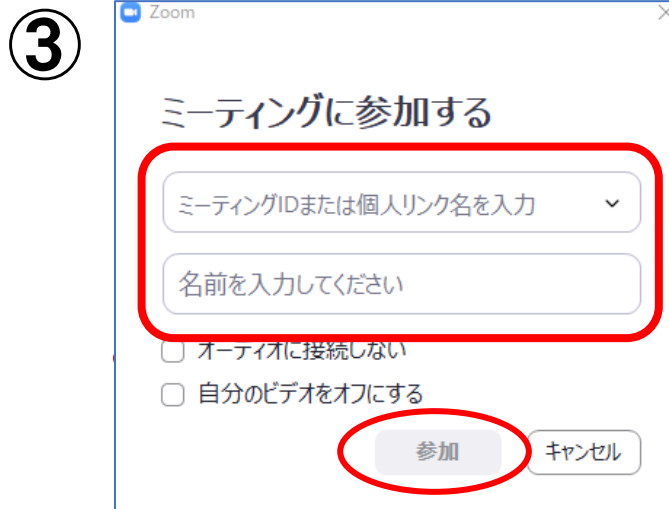 ③
Zoom
ミーティングに参加する
ミーティングIDまたは個人リンク名を入力
名前を入力してください
オーディオに接続しない
自分のビデオをオフにする
参加
キャンセル